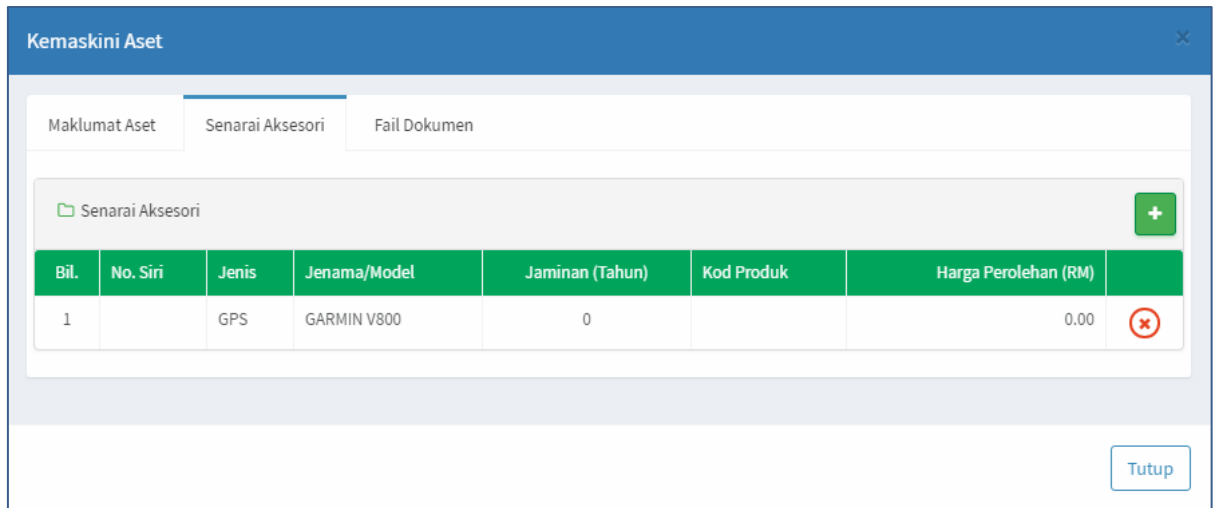 Kemaskini Aset
Maklumat Aset Senarai Aksesori Fail Dokumen
Senarai Aksesori
Bil. No. Siri Jenis Jenama/Model Jaminan (Tahun) Kod Produk Harga Perolehan (RM)
1 GPS GARMIN V800 0 0.00
Tutup